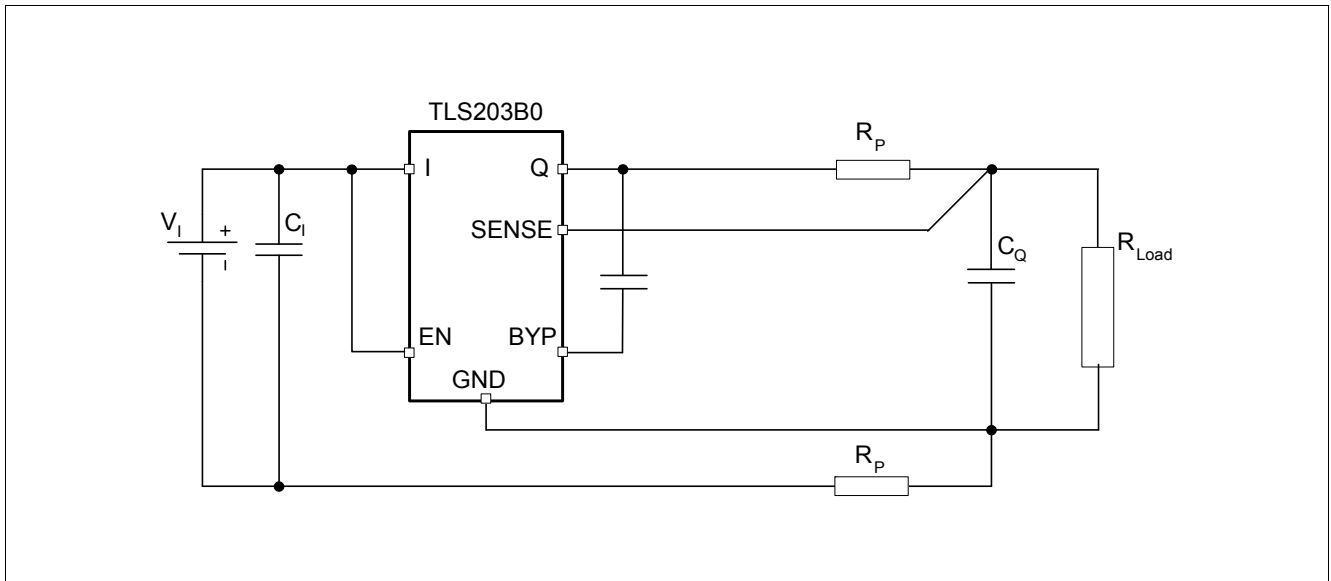 TLS203B0
R_P
I
Q
V_I
+
C_I
SENSE
C_Q
R_Load
EN
BYP
GND
R_P